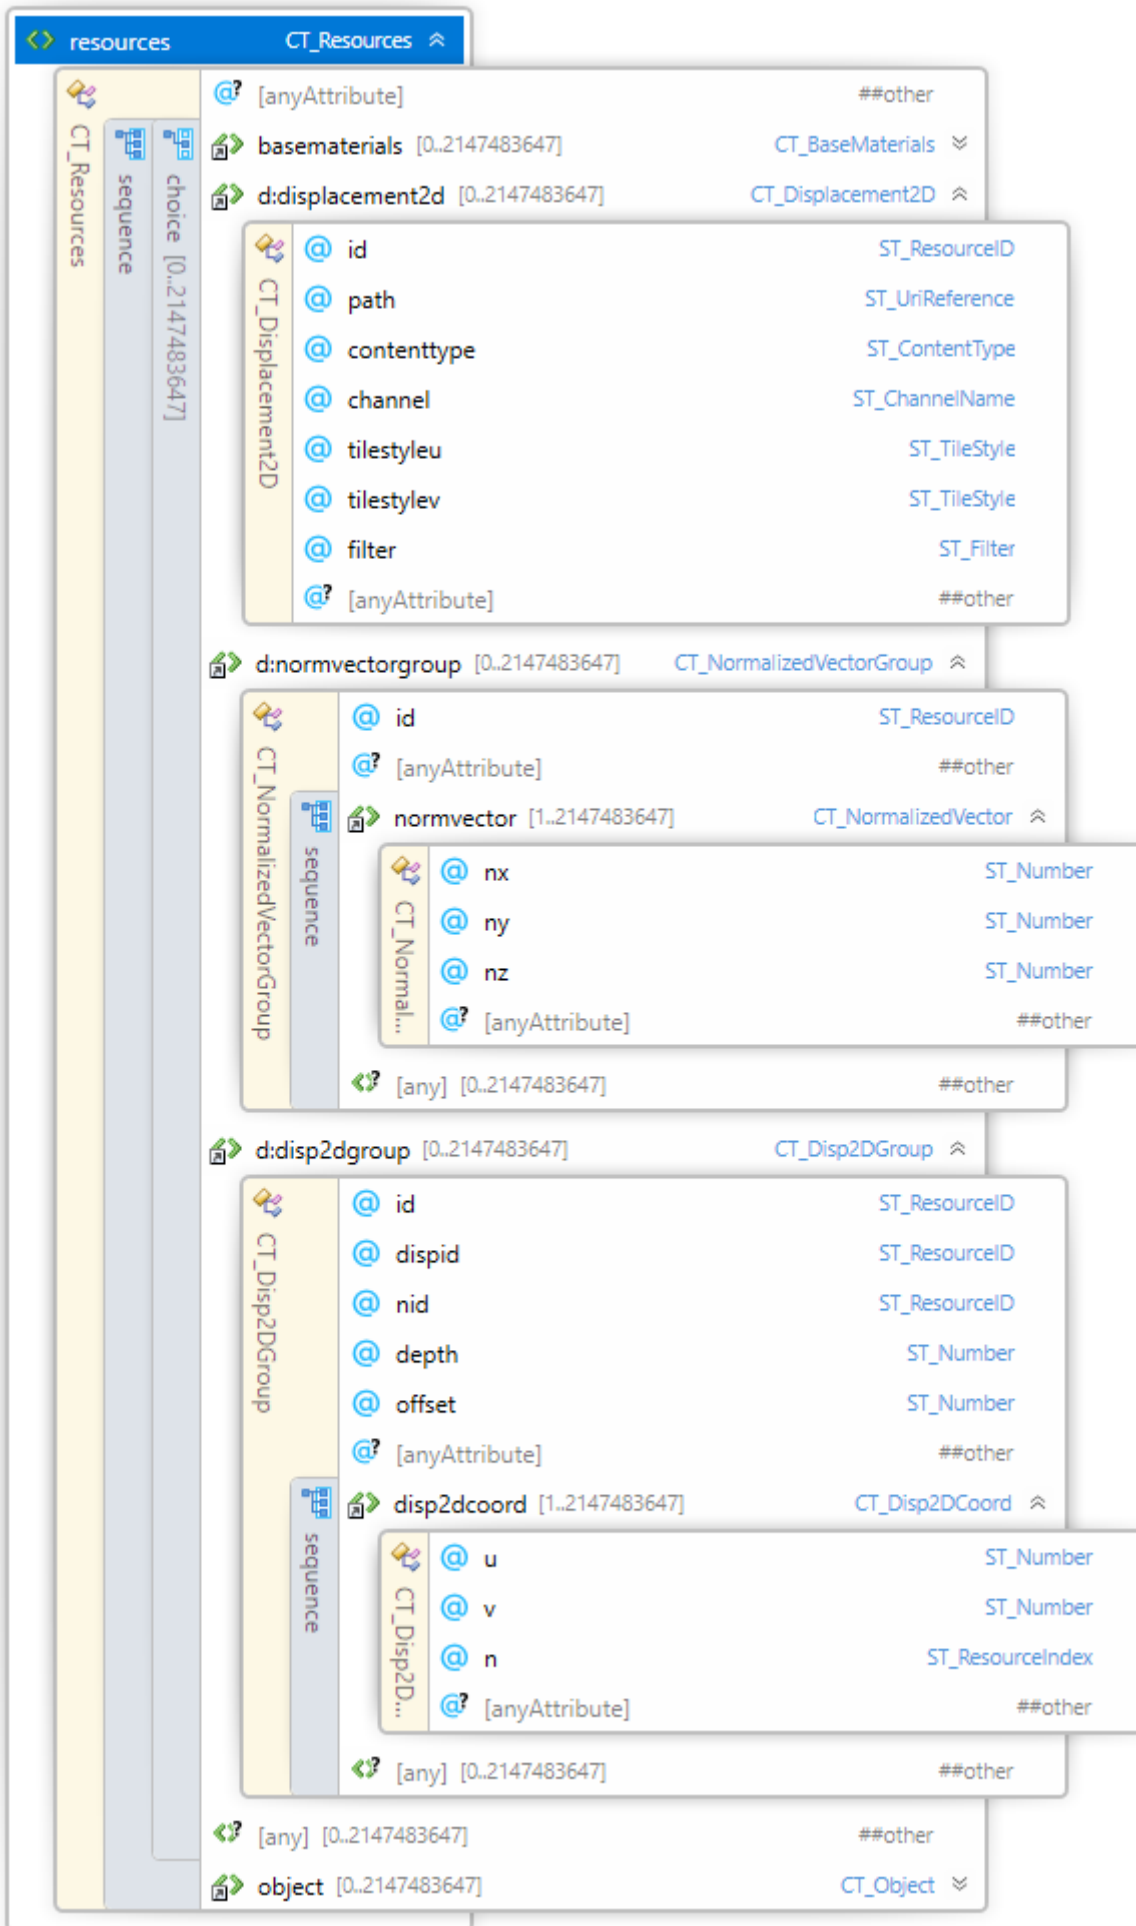 resources CT_Resources
CT_Resources
sequence
choice [0..2147483647]
[anyAttribute] ##other
basematerials [0..2147483647] CT_BaseMaterials
d:displacement2d [0..2147483647] CT_Displacement2D
CT_Displacement2D
id ST_ResourceID
path ST_UriReference
contenttype ST_ContentType
channel ST_ChannelName
tilestyleu ST_TileStyle
tilestylev ST_TileStyle
filter ST_Filter
[anyAttribute] ##other
d:normvectorgroup [0..2147483647] CT_NormalizedVectorGroup
CT_NormalizedVectorGroup
id ST_ResourceID
[anyAttribute] ##other
sequence
normvector [1..2147483647] CT_NormalizedVector
CT_Normal...
nx ST_Number
ny ST_Number
nz ST_Number
[anyAttribute] ##other
[any] [0..2147483647] ##other
d:disp2dgroup [0..2147483647] CT_Disp2DGroup
CT_Disp2DGroup
id ST_ResourceID
dispid ST_ResourceID
nid ST_ResourceID
depth ST_Number
offset ST_Number
[anyAttribute] ##other
sequence
disp2dcoord [1..2147483647] CT_Disp2DCoord
CT_Disp2D...
u ST_Number
v ST_Number
n ST_ResourceIndex
[anyAttribute] ##other
[any] [0..2147483647] ##other
[any] [0..2147483647] ##other
object [0..2147483647] CT_Object